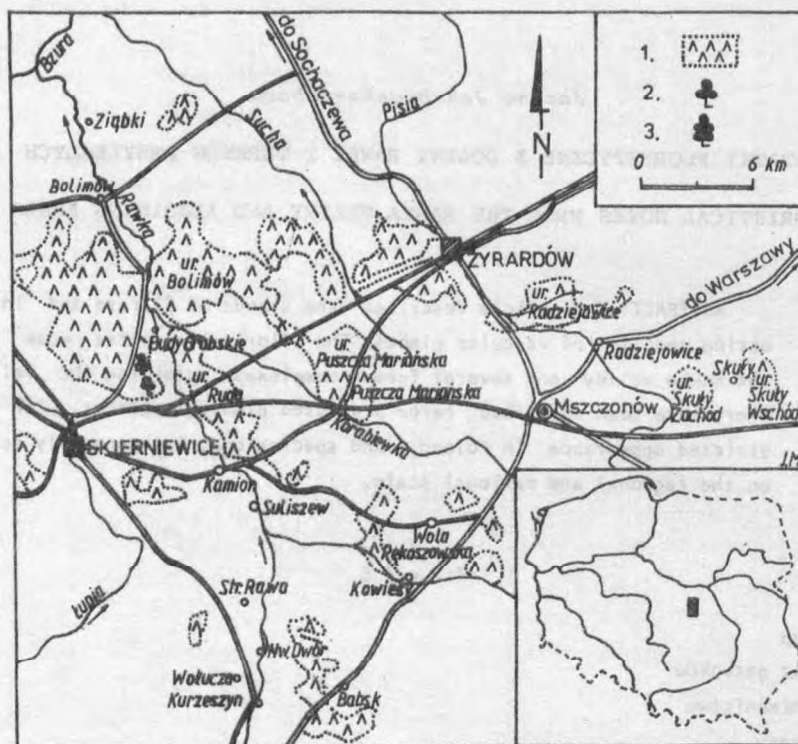 Bzura
do Sochaczewa
Pisia
Sucha
Ziąbki
N
1.
2.
3.
0 6 km
Bolimów
Rawka
ur.
Bolimów
ŻYRARDÓW
do Warszawy
ur.
Radziejowice
Radziejowice
Budy Grabskie
ur.
Puszcza Mariańska
Puszcza Mariańska
ur.
Ruda
Korabiewka
Skuły
ur.
Skuły
Zachód
Skuły
ur.
Skuły
Wschód
Mszczonów
SKIERNIEWICE
Kamion
Suliszew
Wola
Pękoszewska
Kowiesy
Łupia
Str. Rawa
Nw. Dwór
Wołucza
Kurzeszyn
Babsk